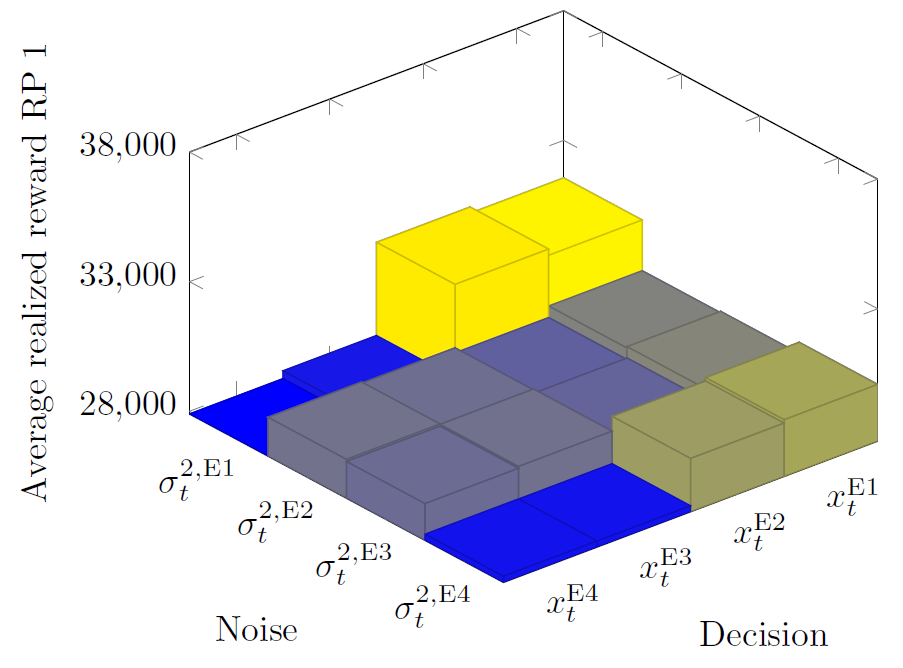 Average realized reward RP 1
38,000
33,000
28,000
σ_t^{2,E1}
σ_t^{2,E2}
σ_t^{2,E3}
σ_t^{2,E4}
Noise
x_t^{E4}
x_t^{E3}
x_t^{E2}
x_t^{E1}
Decision